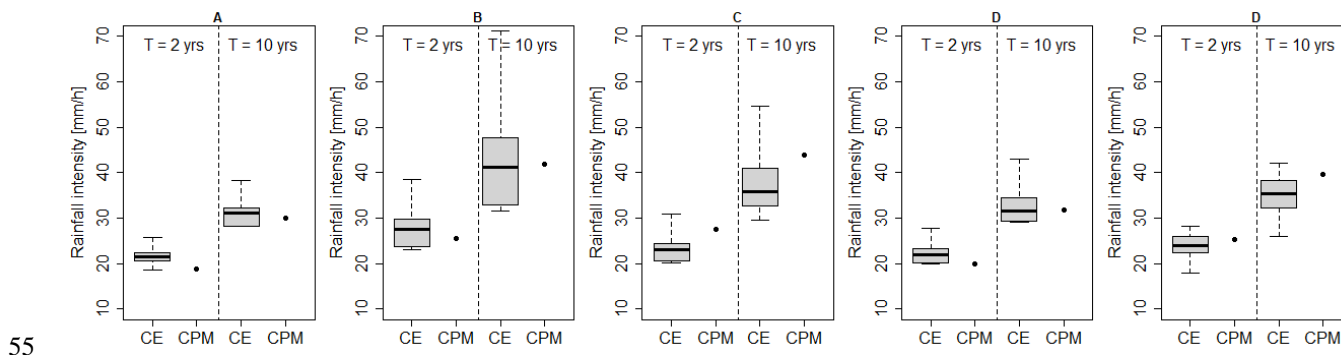 A B C D D
T = 2 yrs T = 10 yrs T = 2 yrs T = 10 yrs T = 2 yrs T = 10 yrs T = 2 yrs T = 10 yrs T = 2 yrs T = 10 yrs
Rainfall intensity [mm/h] Rainfall intensity [mm/h] Rainfall intensity [mm/h] Rainfall intensity [mm/h] Rainfall intensity [mm/h]
70 70 70 70 70
60 60 60 60 60
50 50 50 50 50
40 40 40 40 40
30 30 30 30 30
20 20 20 20 20
10 10 10 10 10
CE CPM CE CPM CE CPM CE CPM CE CPM CE CPM CE CPM CE CPM CE CPM CE CPM
55